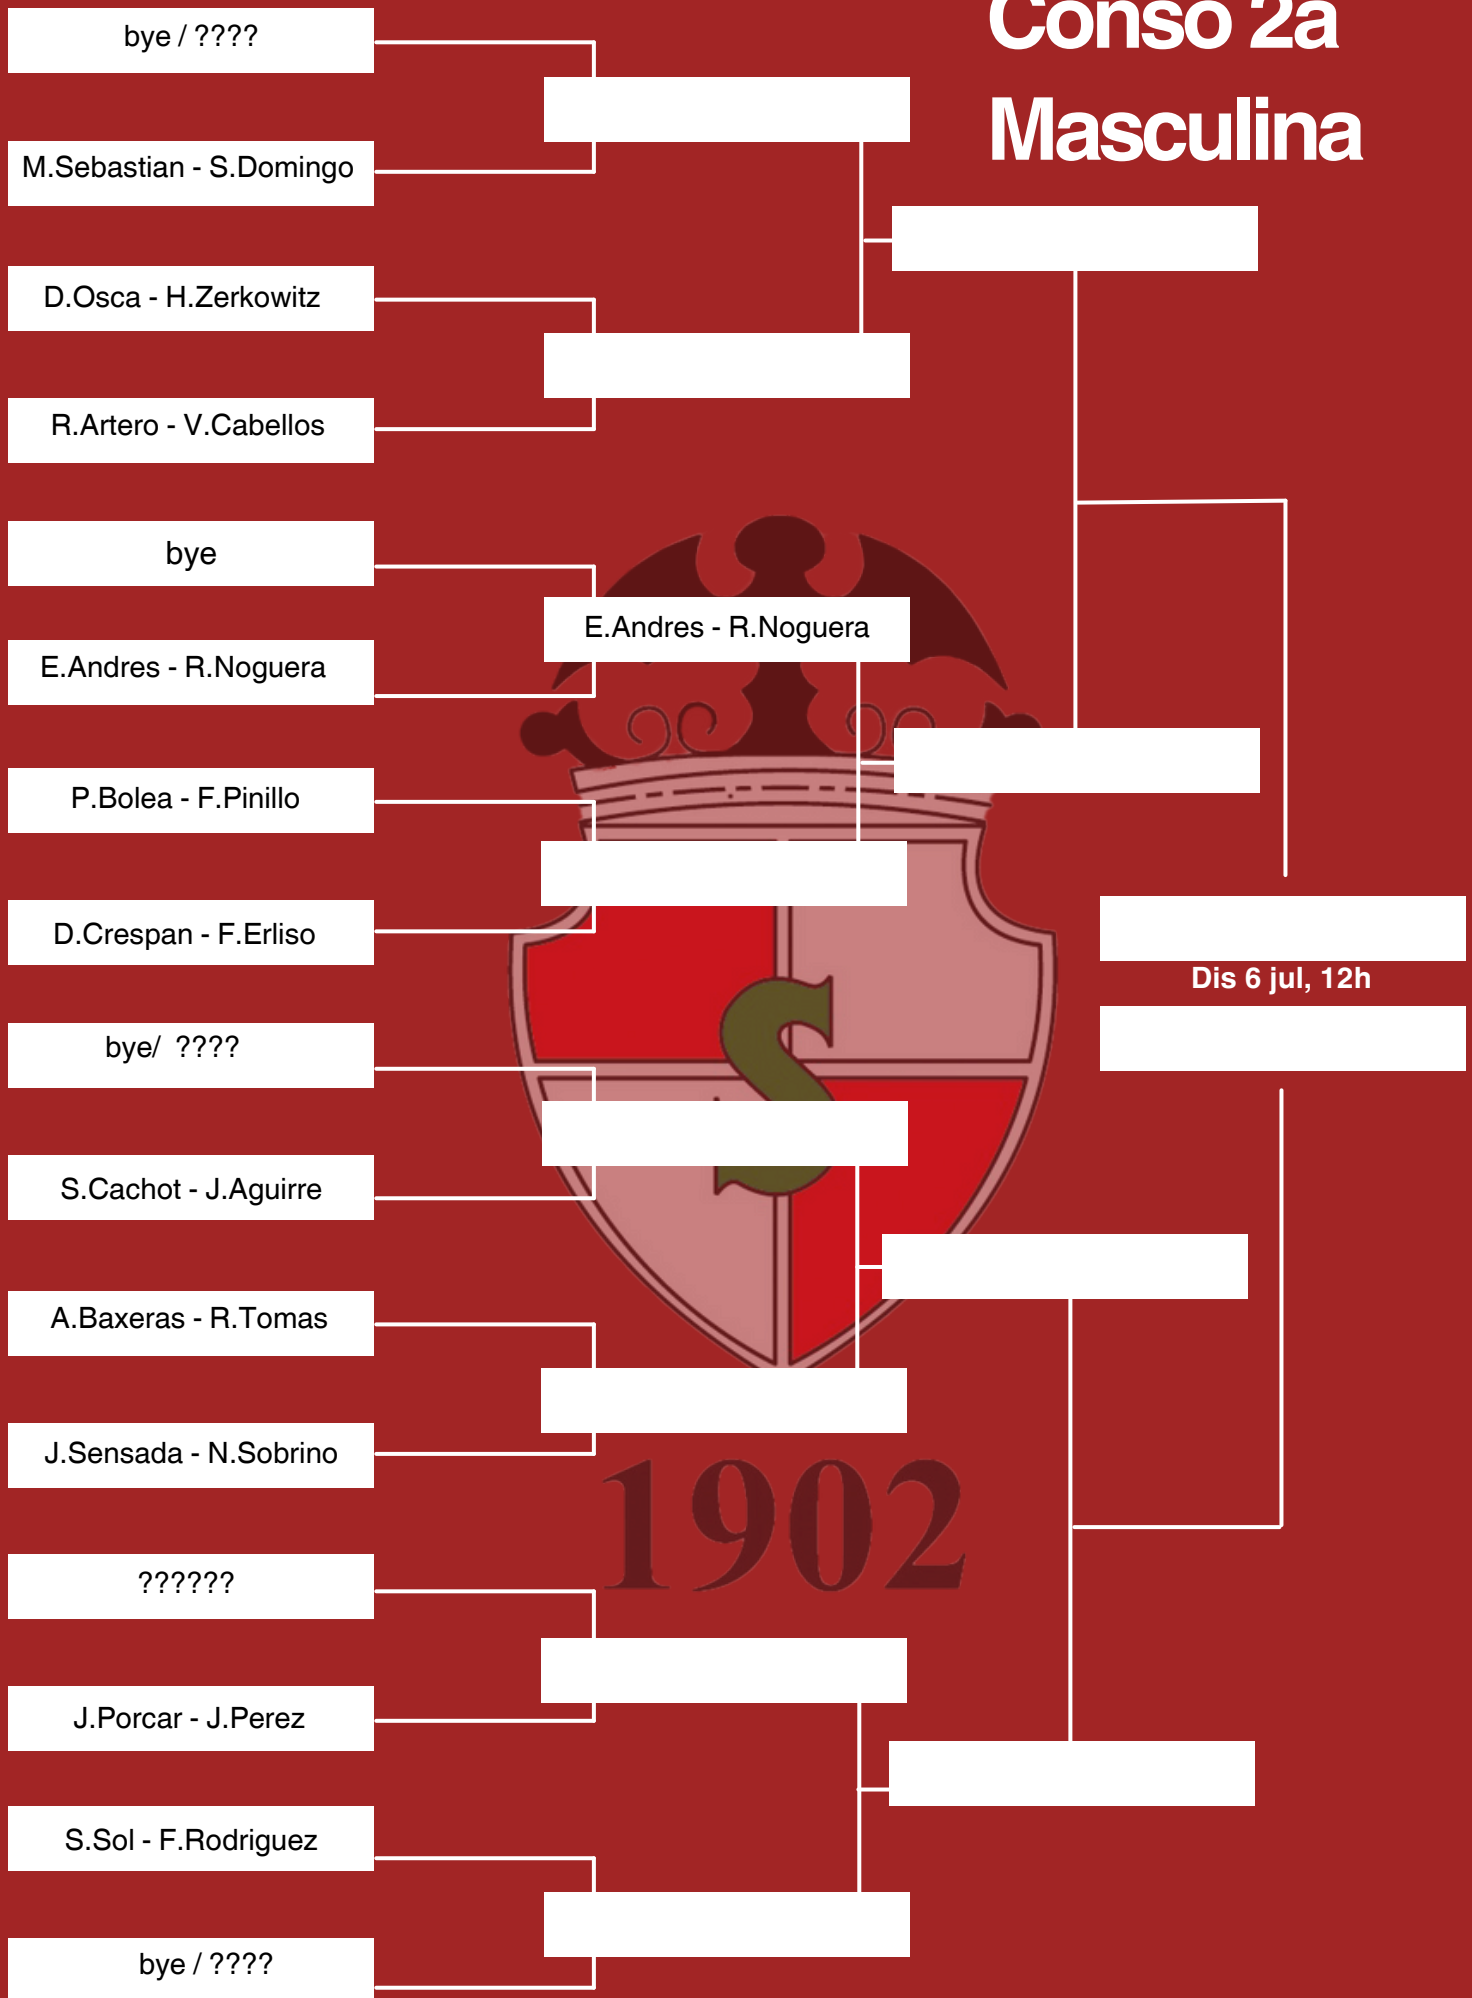 Conso 2a
Masculina
bye / ????
M.Sebastian - S.Domingo
D.Osca - H.Zerkowitz
R.Artero - V.Cabellos
bye
E.Andres - R.Noguera
E.Andres - R.Noguera
P.Bolea - F.Pinillo
D.Crespan - F.Erliso
Dis 6 jul, 12h
bye/ ????
S.Cachot - J.Aguirre
A.Baxeras - R.Tomas
J.Sensada - N.Sobrino
??????
J.Porcar - J.Perez
S.Sol - F.Rodriguez
bye / ????
S
1902